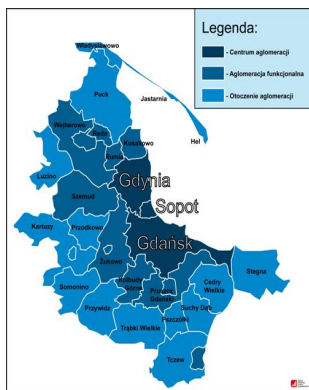 Legenda:
- Centrum aglomeracji
- Aglomeracja funkcjonalna
- Otoczenie aglomeracji
Władysławowo
Puck
Jastarnia
Hel
Wejherowo
Reda
Kosakowo
Rumia
Luzino
Gdynia
Szemud
Sopot
Kartuzy
Przodkowo
Gdańsk
Żukowo
Stegna
Somonino
Kolbudy
Górne
Pruszcz
Gdański
Cedry
Wielkie
Przywidz
Suchy Dąb
Pszczółki
Trąbki Wielkie
Tczew